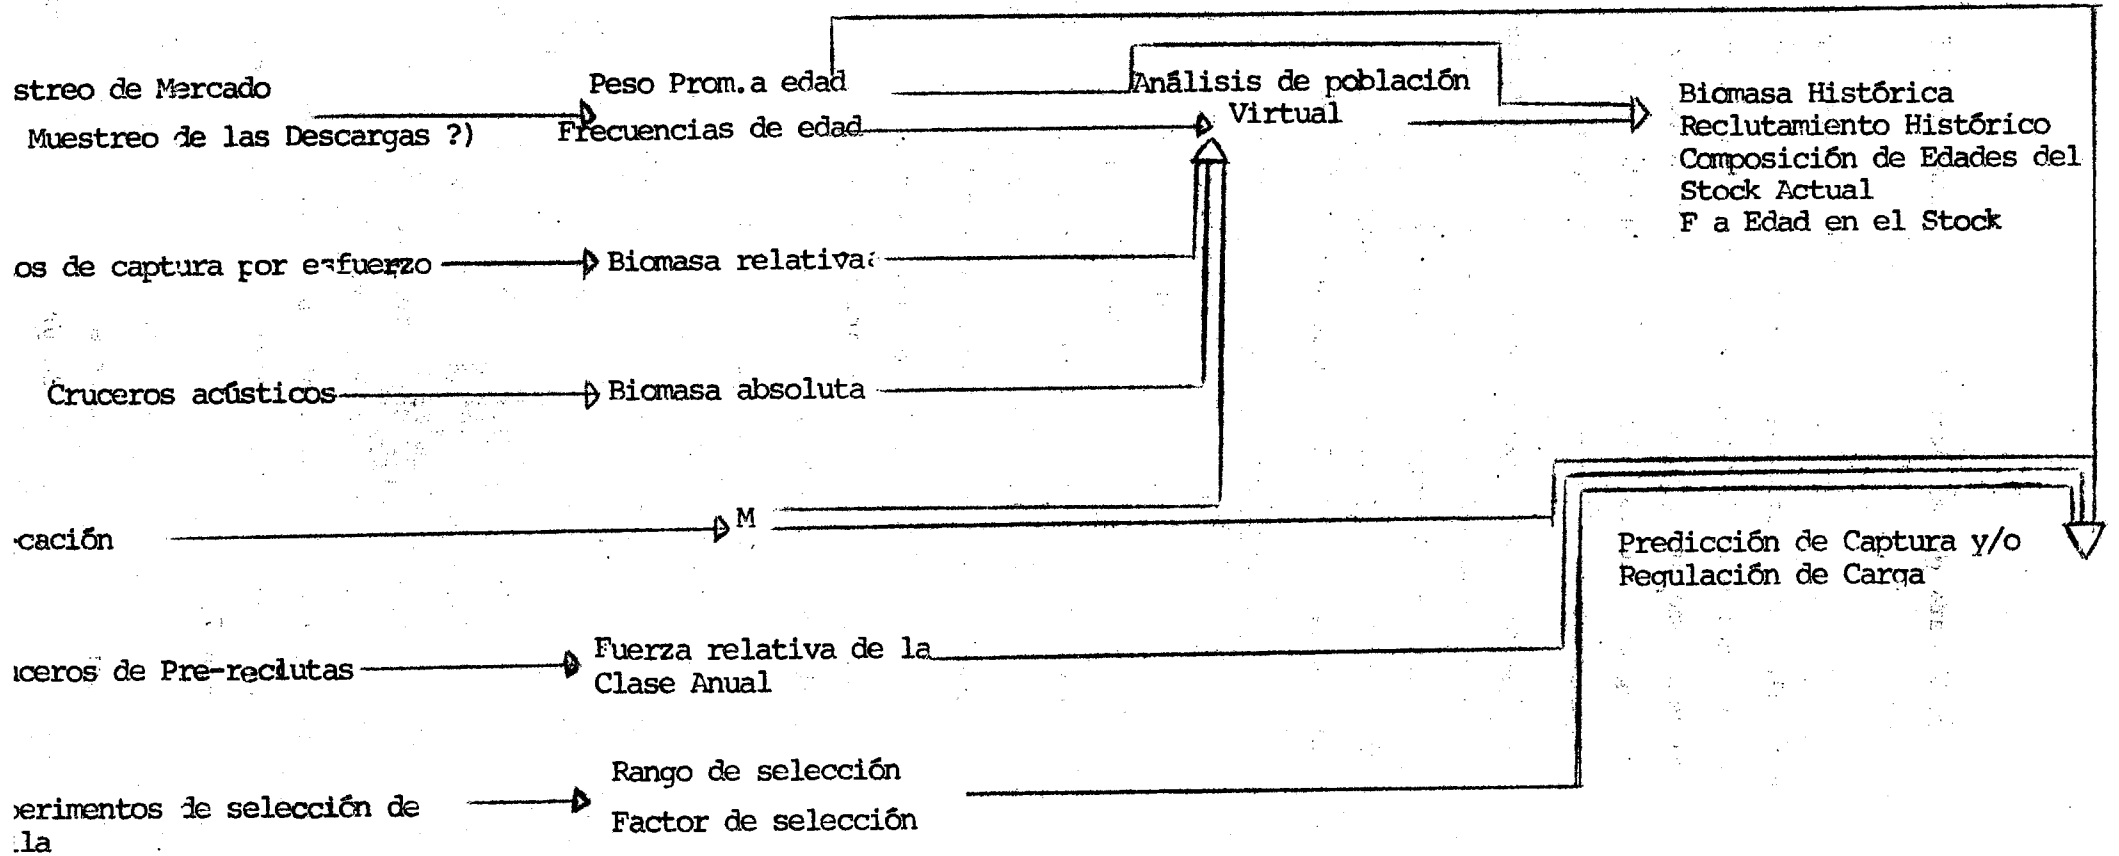 streo de Mercado
Muestreo de las Descargas ?)
Peso Prom.a edad
Frecuencias de edad
Análisis de población
Virtual
Biomasa Histórica
Reclutamiento Histórico
Composición de Edades del
Stock Actual
F a Edad en el Stock
os de captura por esfuerzo
Biomasa relativa
Cruceros acústicos
Biomasa absoluta
cación
M
Predicción de Captura y/o
Regulación de Carga
ceros de Pre-reclutas
Fuerza relativa de la
Clase Anual
erimentos de selección de
la
Rango de selección
Factor de selección